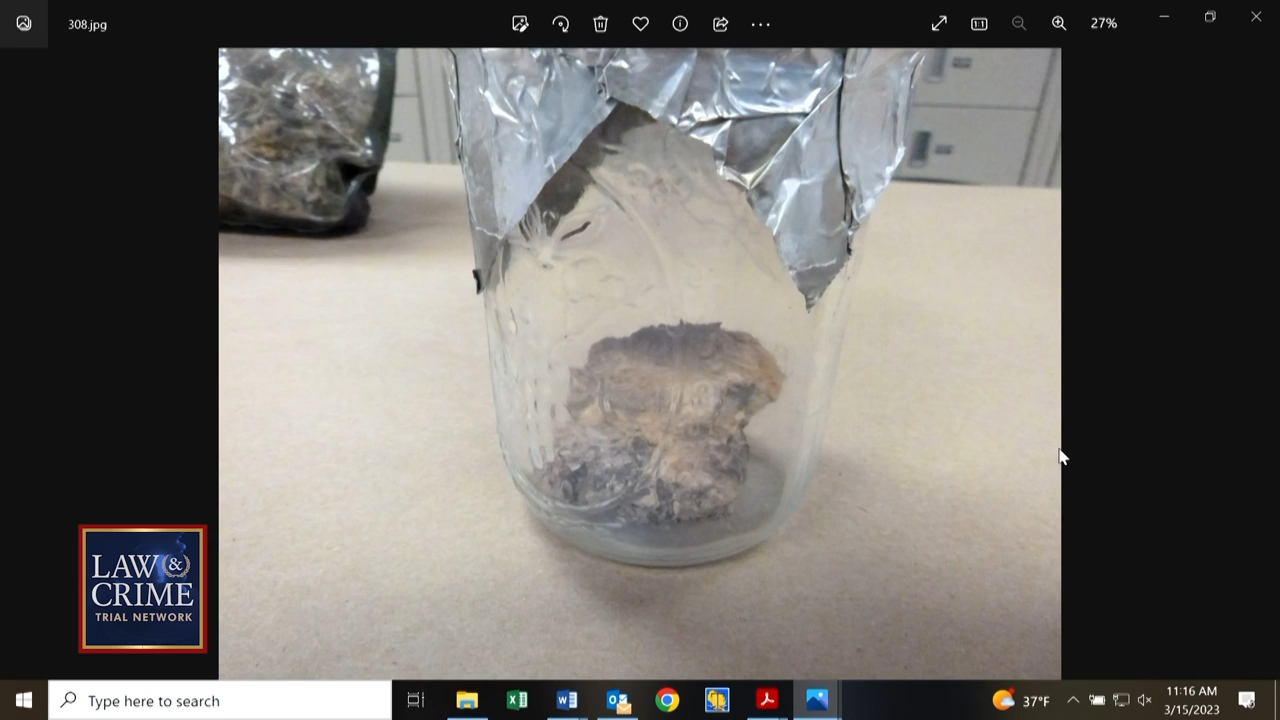 308.jpg
27%
LAW &
CRIME
TRIAL NETWORK
Type here to search
37°F
11:16 AM
3/15/2023